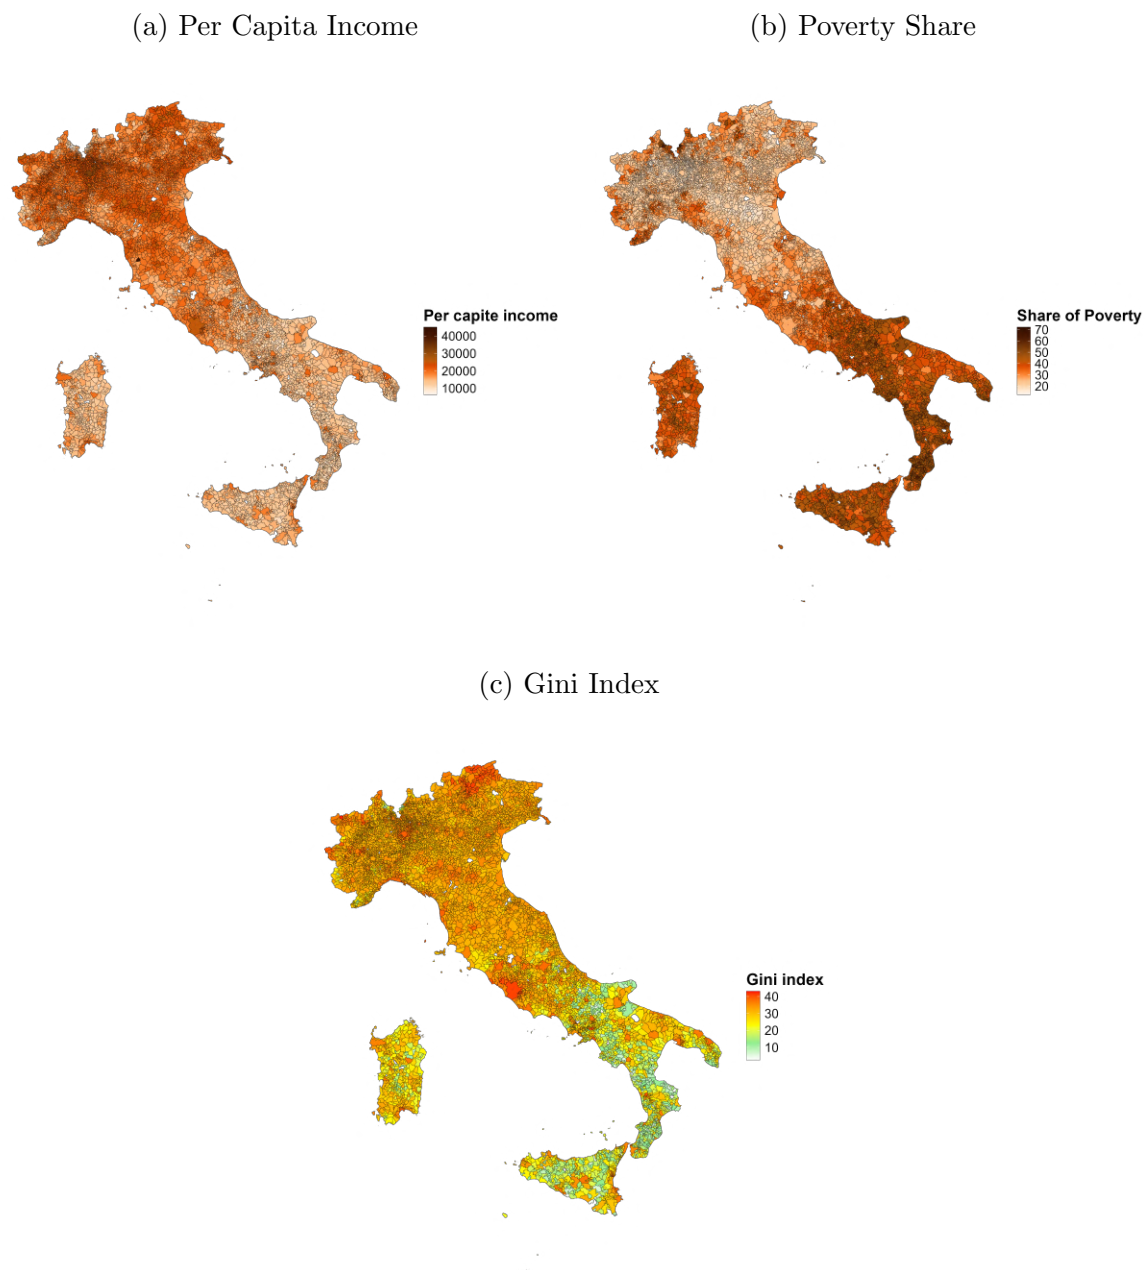 (a) Per Capita Income
(b) Poverty Share
Per capite income
40000
30000
20000
10000
Share of Poverty
70
60
50
40
30
20
(c) Gini Index
Gini index
40
30
20
10